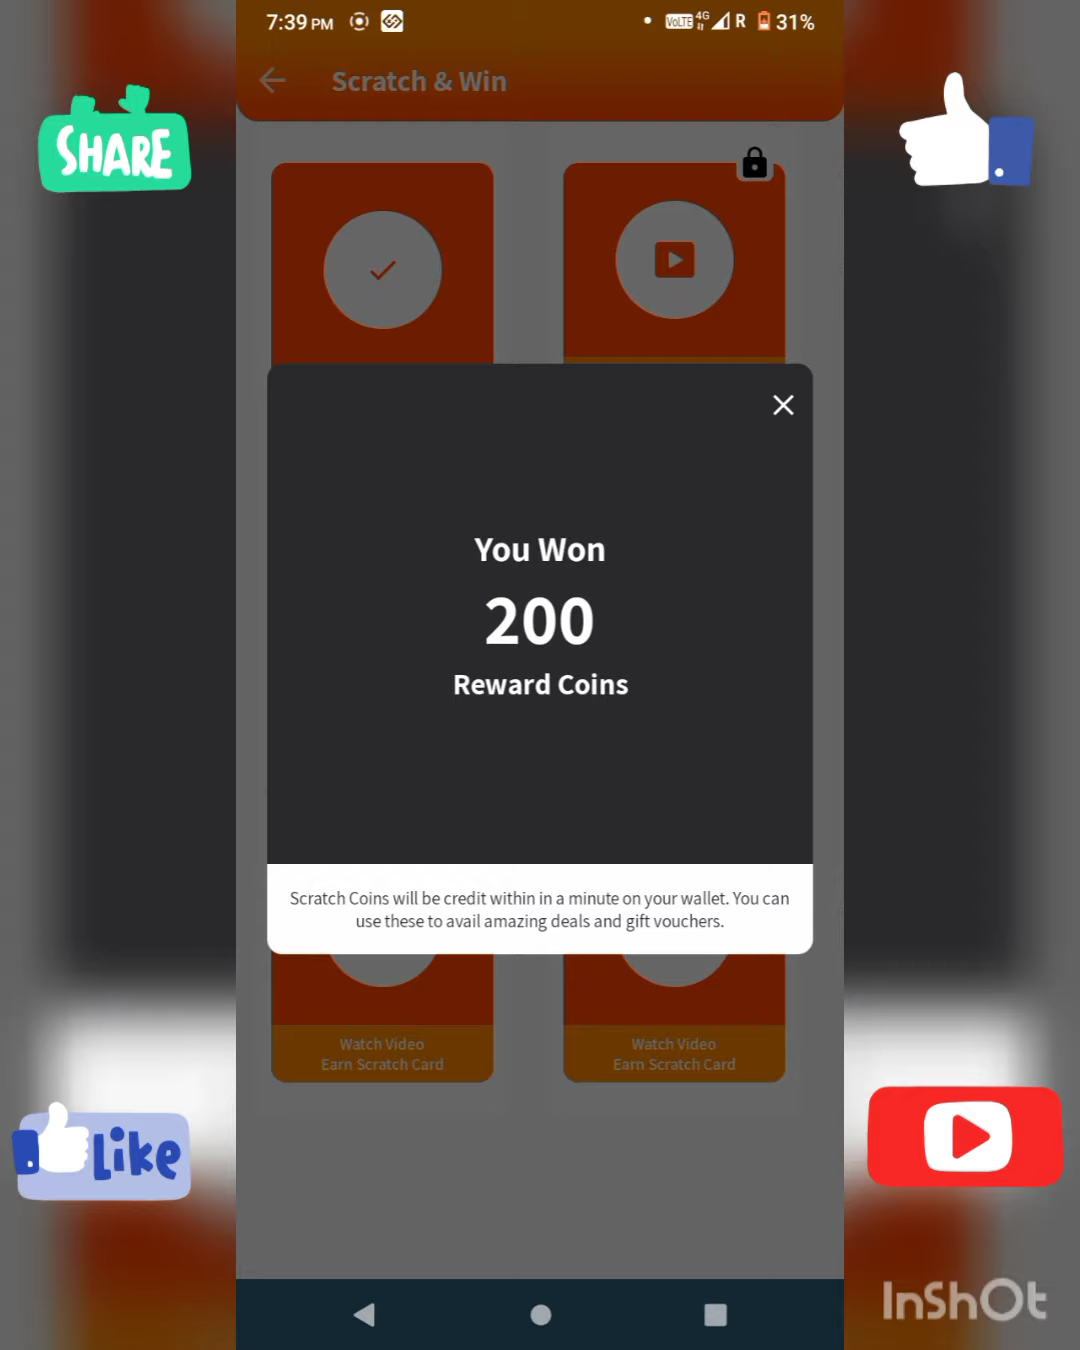 7:39 PM
VoLTE 4G R 31%
Scratch & Win
SHARE
You Won
200
Reward Coins
Scratch Coins will be credit within in a minute on your wallet. You can
use these to avail amazing deals and gift vouchers.
Watch Video
Earn Scratch Card
Watch Video
Earn Scratch Card
Like
InShOt